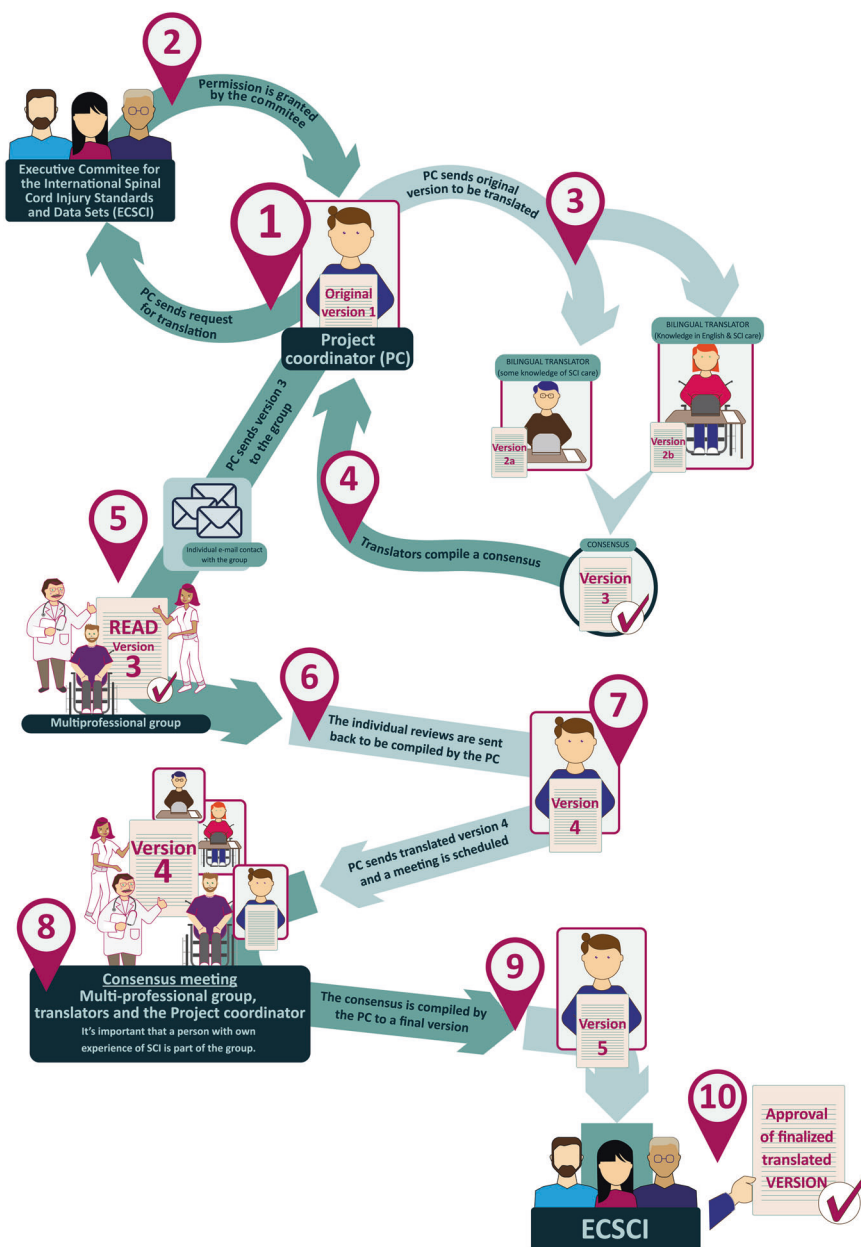 2
Permission is granted
by the commitee
Executive Commitee for
the International Spinal
Cord Injury Standards
and Data Sets (ECSCI)
1
PC sends request
for translation
Original
version 1
Project
coordinator (PC)
PC sends original
version to be translated
3
BILINGUAL TRANSLATOR
(some knowledge of SCI care)
Version
2a
BILINGUAL TRANSLATOR
(Knowledge in English & SCI care)
Version
2b
CONSENSUS
Version
3
4
Translators compile a consensus
PC sends version 3
to the group
Individual e-mail contact
with the group
5
READ
Version
3
Multiprofessional group
6
The individual reviews are sent
back to be compiled by the PC
7
Version
4
PC sends translated version 4
and a meeting is scheduled
Version
4
8
Consensus meeting
Multi-professional group,
translators and the Project coordinator
It's important that a person with own
experience of SCI is part of the group.
The consensus is compiled by
the PC to a final version
9
Version
5
ECSCI
10
Approval
of finalized
translated
VERSION